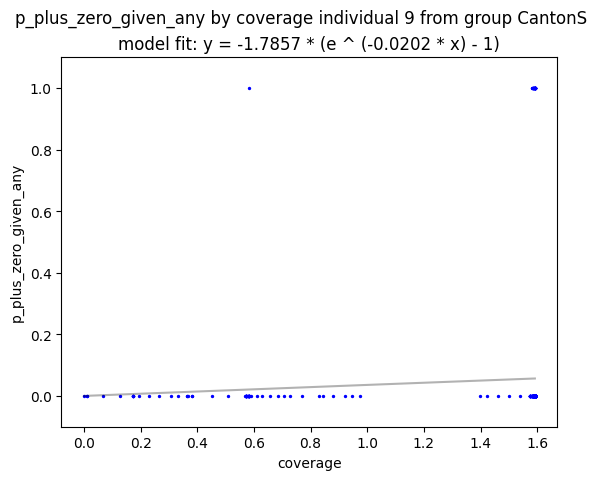 p_plus_zero_given_any by coverage individual 9 from group CantonS
model fit: y = -1.7857 * (e ^ (-0.0202 * x) - 1)
1.0
0.8
0.6
0.4
0.2
0.0
p_plus_zero_given_any
0.0 0.2 0.4 0.6 0.8 1.0 1.2 1.4 1.6
coverage